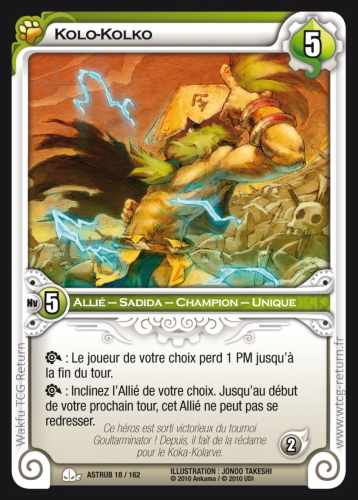 Kolo-Kolko
5
Nv 5 Allié – Sadida – Champion – Unique
: Le joueur de votre choix perd 1 PM jusqu'à
la fin du tour.
: Inclinez l'Allié de votre choix. Jusqu'au début
de votre prochain tour, cet Allié ne peut pas se
redresser.
Ce héros est sorti victorieux du tournoi
Goultarminator ! Depuis, il fait de la réclame
pour le Koka-Kolarve.
2
ASTRUB 18 / 162
ILLUSTRATION : JONOO TAKESHI
© 2010 Ankama / © 2010 UDI
Wakfu TCG Return
http://www.wtcg-return.fr